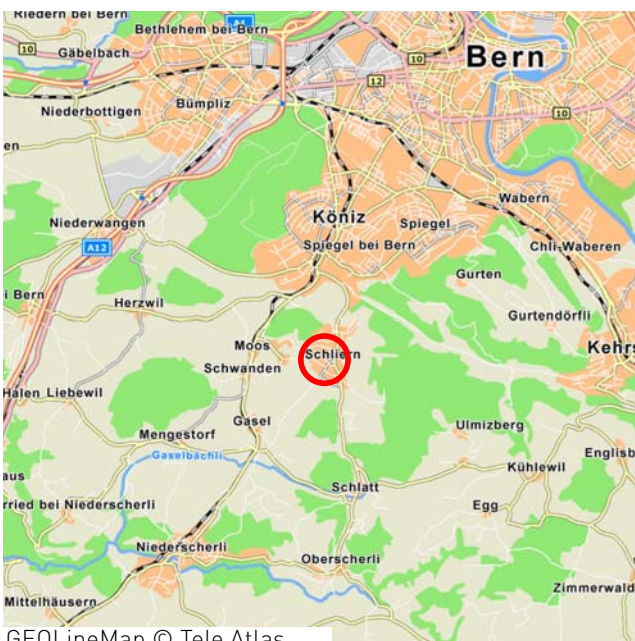 Riedern bei Bern
A1
Bethlehem bei Bern
10
Gäbelbach
Bern
10
12
Bümpliz
Niederbottigen
10
en
Wabern
Niederwangen
Köniz
Spiegel
Spiegel bei Bern
Chli-Waberen
A12
Gurten
i Bern
Herzwil
Gurtendörfli
Moos
Schliern
Kehrs
Schwanden
Halen
Liebewil
Gasel
Ulmizberg
Mengestorf
Gaselbächli
Englisb
Kühlewil
aus
Schlatt
rried bei Niederscherli
Egg
Niederscherli
Oberscherli
Zimmerwald
Mittelhäusern
GEOLineMap © Tele Atlas